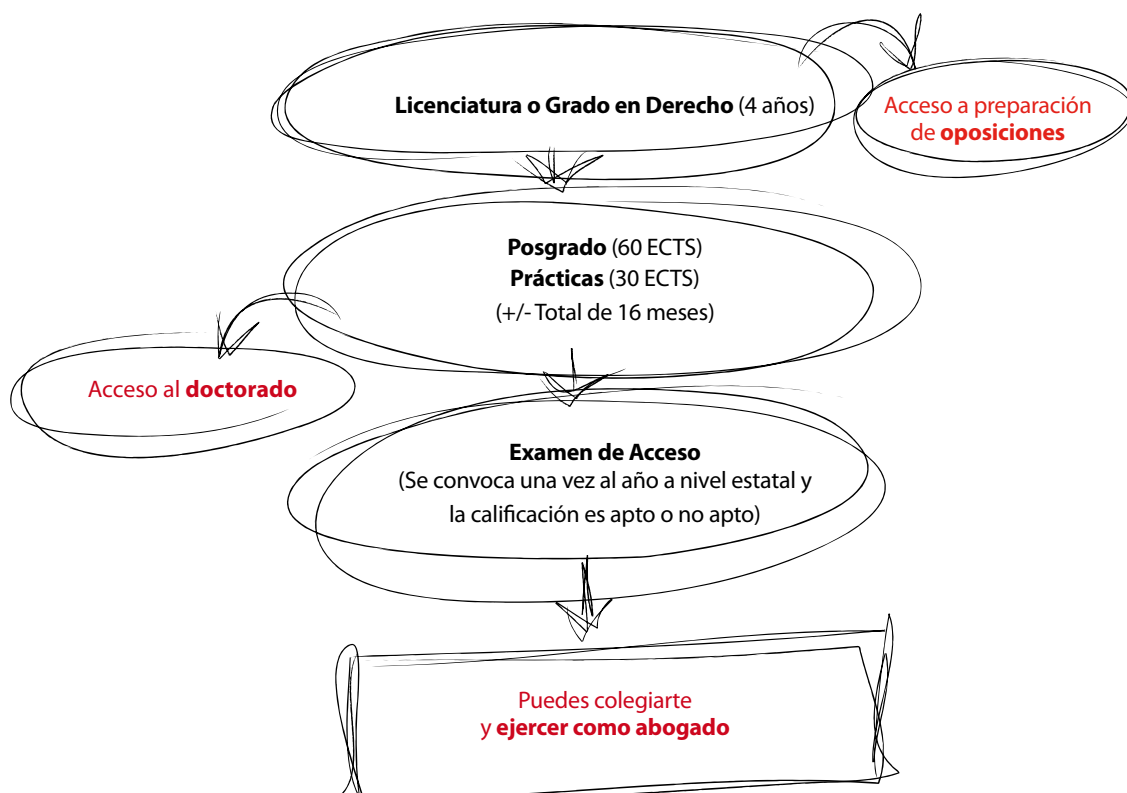 Licenciatura o Grado en Derecho (4 años)
Acceso a preparación
de oposiciones
Posgrado (60 ECTS)
Prácticas (30 ECTS)
(+/- Total de 16 meses)
Acceso al doctorado
Examen de Acceso
(Se convoca una vez al año a nivel estatal y
la calificación es apto o no apto)
Puedes colegiarte
y ejercer como abogado